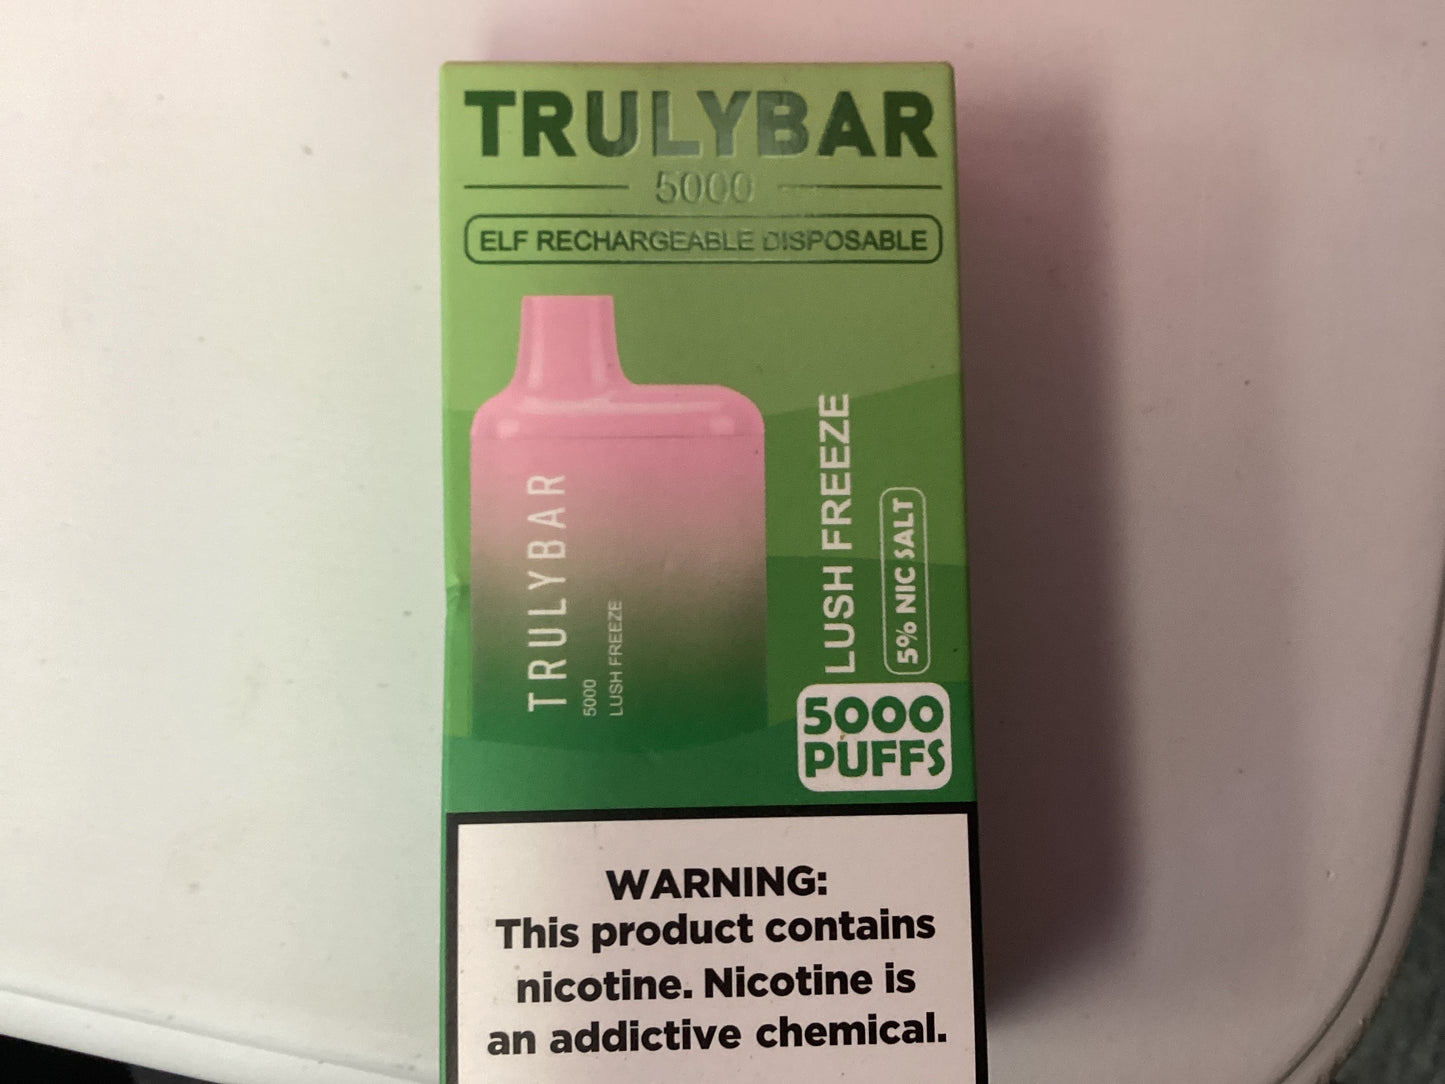 TRULYBAR
5000
ELF RECHARGEABLE DISPOSABLE
TRULYBAR
5000
LUSH FREEZE
LUSH FREEZE
5% NIC SALT
5000
PUFFS
WARNING:
This product contains
nicotine. Nicotine is
an addictive chemical.